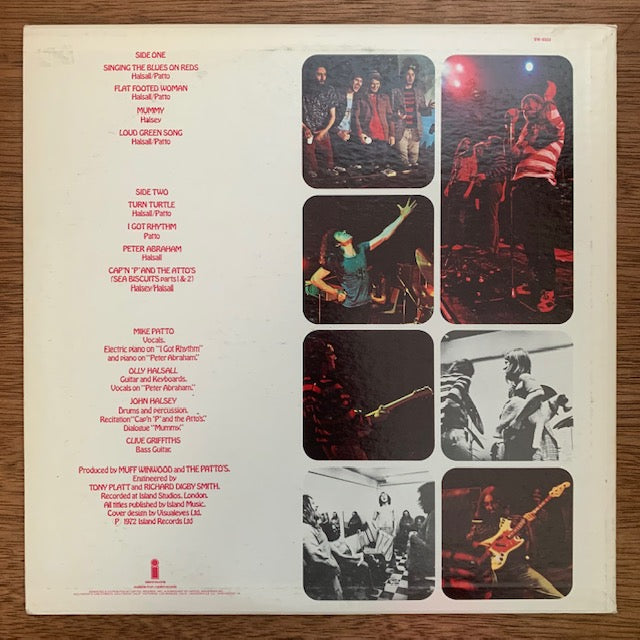 SIDE ONE
SINGING THE BLUES ON REDS
Halsall/Patto
FLAT FOOTED WOMAN
Halsall/Patto
MUMMY
Halsey
LOUD GREEN SONG
Halsall/Patto
SIDE TWO
TURN TURTLE
Halsall/Patto
I GOT RHYTHM
Patto
PETER ABRAHAM
Halsall
CAP'N 'P' AND THE ATTO'S
(SEA BISCUITS parts 1 & 2)
Halsey/Halsall
MIKE PATTO
Vocals.
Electric piano on "I Got Rhythm"
and piano on "Peter Abraham."
OLLY HALSALL
Guitar and Keyboards.
Vocals on "Peter Abraham."
JOHN HALSEY
Drums and percussion.
Recitation "Cap'n 'P' and the Atto's.
Dialogue "Mummy."
CLIVE GRIFFITHS
Bass Guitar.
Produced by MUFF WINWOOD and THE PATTO'S.
Engineered by
TONY PLATT and RICHARD DIGBY SMITH.
Recorded at Island Studios, London.
All titles published by Island Music.
Cover design by Visualeyes Ltd.
P 1972 Island Records Ltd